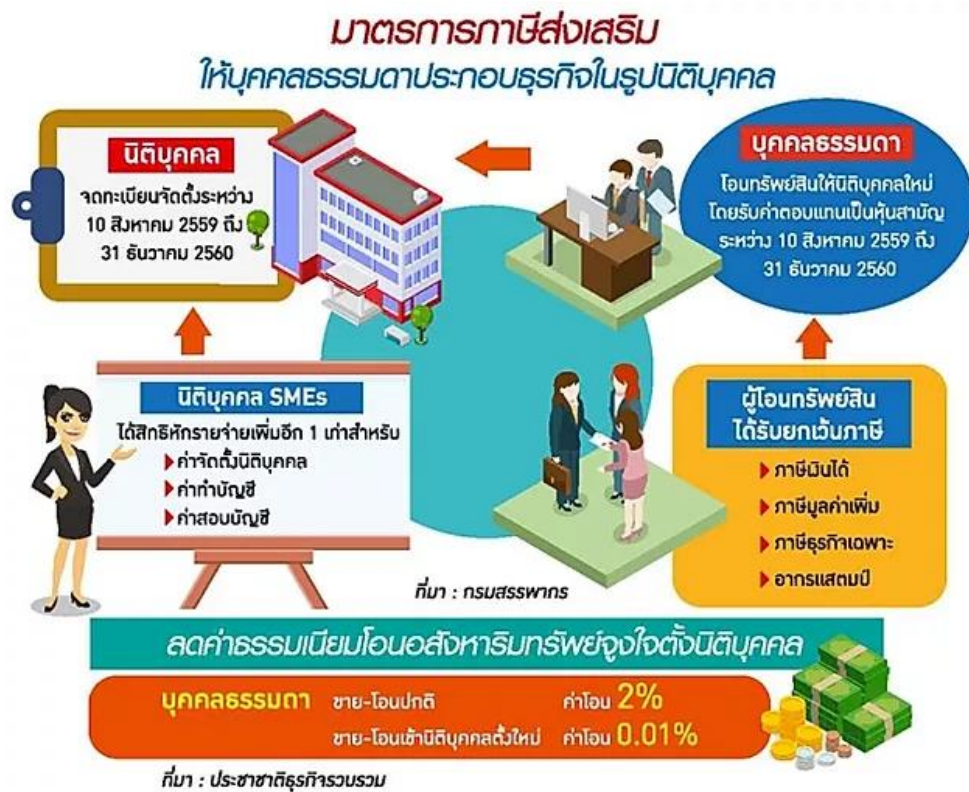 มาตรการภาษีส่งเสริม
ให้บุคคลธรรมดาประกอบธุรกิจในรูปนิติบุคคล
นิติบุคคล
จดทะเบียนจัดตั้งระหว่าง
10 สิงหาคม 2559 ถึง
31 ธันวาคม 2560
บุคคลธรรมดา
โอนทรัพย์สินให้นิติบุคคลใหม่
โดยรับค่าตอบแทนเป็นหุ้นสามัญ
ระหว่าง 10 สิงหาคม 2559 ถึง
31 ธันวาคม 2560
นิติบุคคล SMEs
ได้สิทธิหักรายจ่ายเพิ่มอีก 1 เท่าสำหรับ
ค่าจัดตั้งนิติบุคคล
ค่าทำบัญชี
ค่าสอบบัญชี
ผู้โอนทรัพย์สิน
ได้รับยกเว้นภาษี
ภาษีเงินได้
ภาษีมูลค่าเพิ่ม
ภาษีธุรกิจเฉพาะ
อากรแสตมป์
ที่มา : กรมสรรพากร
ลดค่าธรรมเนียมโอนอสังหาริมทรัพย์จูงใจตั้งนิติบุคคล
บุคคลธรรมดา ขาย-โอนปกติ ค่าโอน 2%
ขาย-โอนเข้านิติบุคคลตั้งใหม่ ค่าโอน 0.01%
ที่มา : ประชาชาติธุรกิจรวบรวม